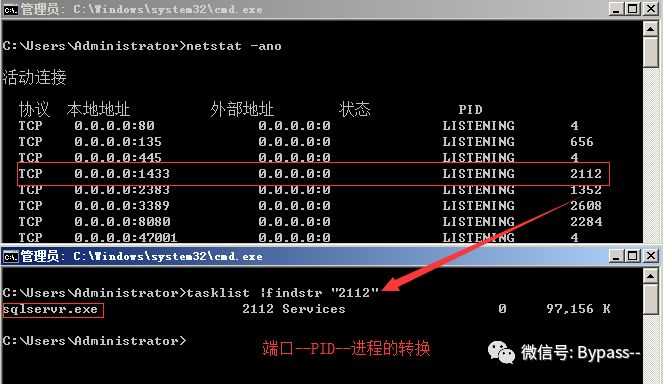 管理员: C:\Windows\system32\cmd.exe
C:\Users\Administrator>netstat -ano
活动连接
协议 本地地址 外部地址 状态 PID
TCP 0.0.0.0:80 0.0.0.0:0 LISTENING 4
TCP 0.0.0.0:135 0.0.0.0:0 LISTENING 656
TCP 0.0.0.0:445 0.0.0.0:0 LISTENING 4
TCP 0.0.0.0:1433 0.0.0.0:0 LISTENING 2112
TCP 0.0.0.0:2383 0.0.0.0:0 LISTENING 1352
TCP 0.0.0.0:3389 0.0.0.0:0 LISTENING 2608
TCP 0.0.0.0:8080 0.0.0.0:0 LISTENING 2284
TCP 0.0.0.0:47001 0.0.0.0:0 LISTENING 4
管理员: C:\Windows\system32\cmd.exe
C:\Users\Administrator>tasklist |findstr "2112"
sqlservr.exe 2112 Services 0 97,156 K
C:\Users\Administrator>
端口--PID--进程的转换
微信号: Bypass--